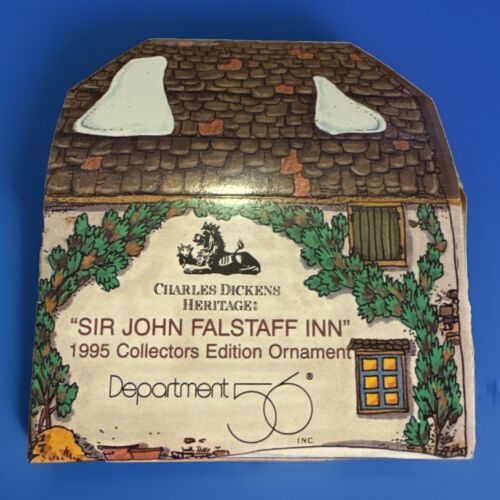 CHARLES DICKENS
HERITAGE®
"SIR JOHN FALSTAFF INN"
1995 Collectors Edition Ornament
Department 56®
INC.